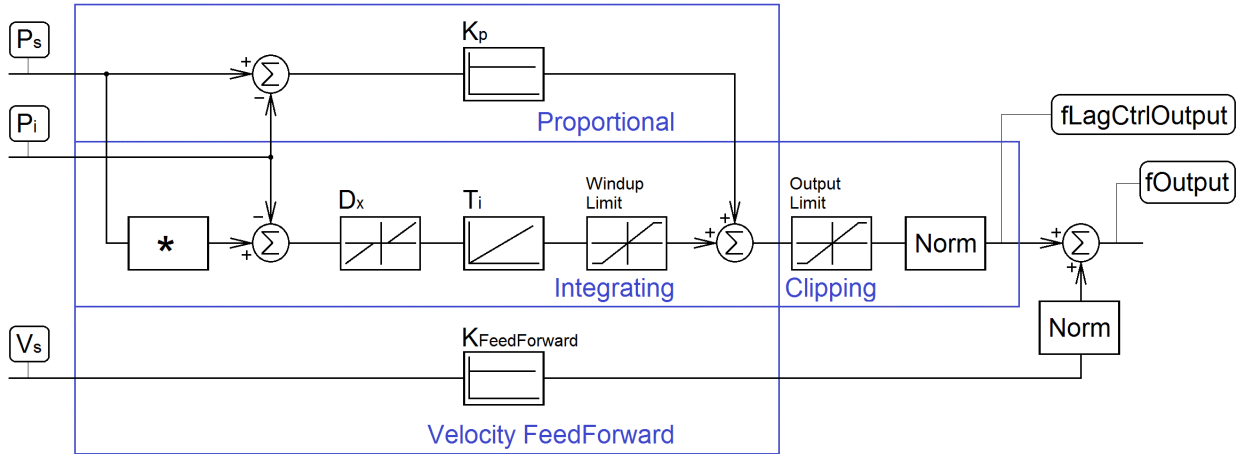 Ps
Kp
+
Σ
−
Proportional
Pi
fLagCtrlOutput
fOutput
*
−
+
Σ
Dx
Ti
Windup
Limit
+
+
Σ
Output
Limit
Norm
+
+
Σ
Integrating
Clipping
Norm
Vs
KFeedForward
Velocity FeedForward